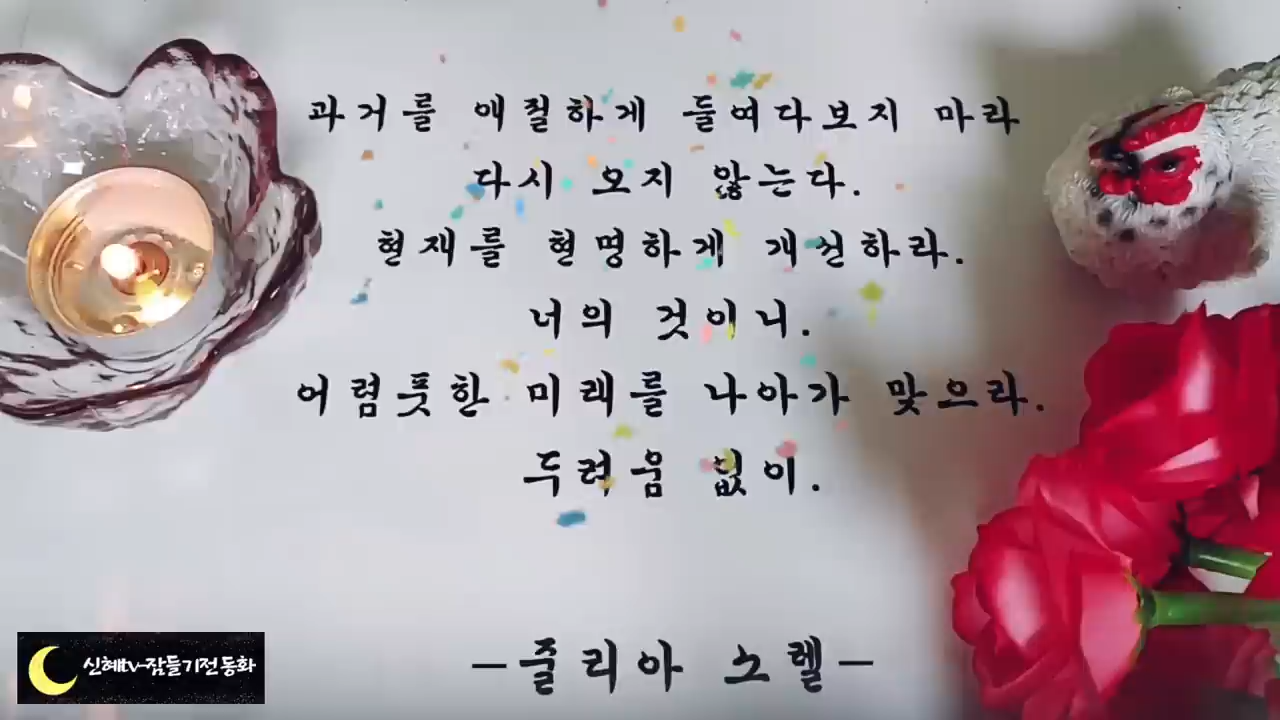 과거를 애절하게 들여다보지 마라
다시 오지 않는다.
현재를 현명하게 개선하라.
너의 것이니.
어렴풋한 미래를 나아가 맞으라.
두려움 없이.
-줄리아 노렐-
신혜tv-잠들기전 동화